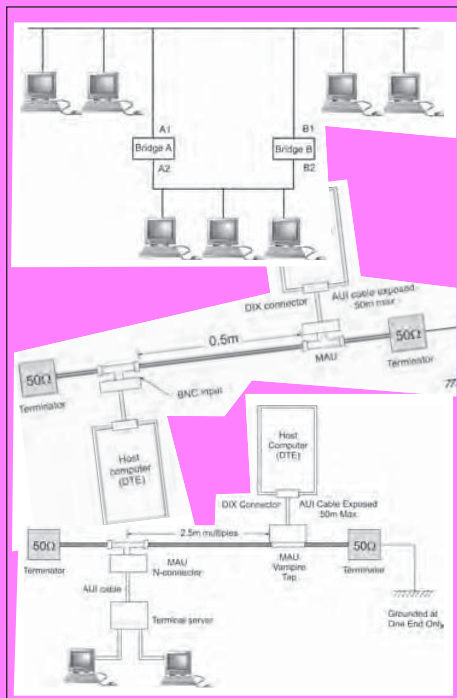 A1
B1
Bridge A
Bridge B
A2
B2
DIX connector
AUI cable exposed
50m max
0.5m
MAU
50Ω
Terminator
50Ω
Terminator
BNC input
Host
computer
(DTE)
Host
Computer
(DTE)
DIX Connector
AUI Cable Exposed
50m Max.
2.5m multiples
50Ω
Terminator
MAU
N-connector
MAU
Vampire
Tap
50Ω
Terminater
AUI cable
Terminal server
Grounded at
One End Only